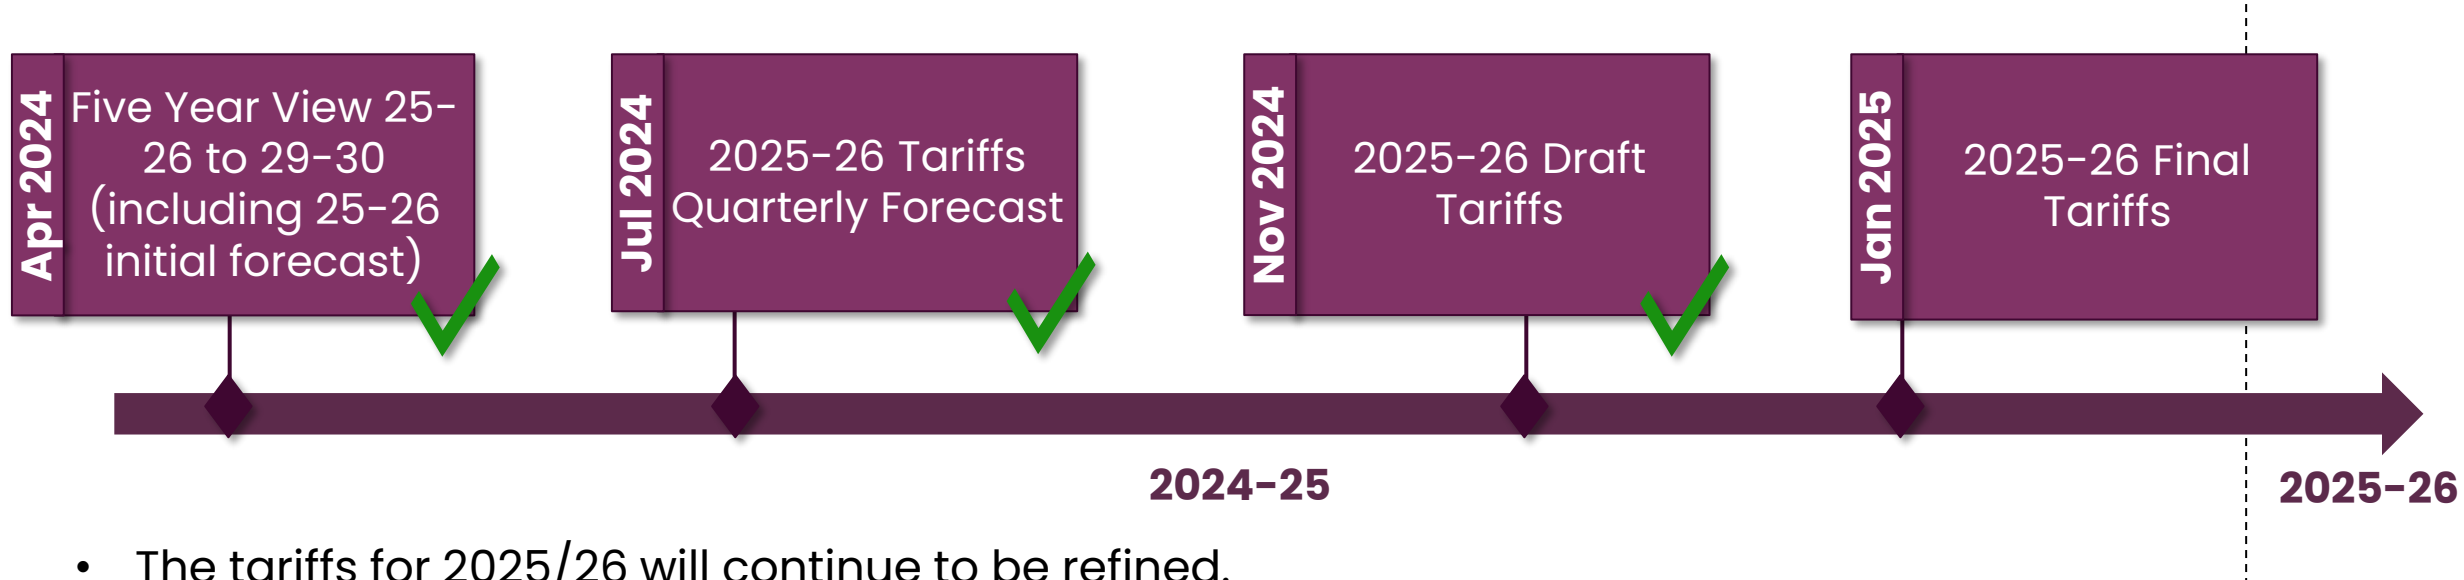 Apr 2024
Five Year View 25-
26 to 29-30
(including 25-26
initial forecast)
Jul 2024
2025-26 Tariffs
Quarterly Forecast
Nov 2024
2025-26 Draft
Tariffs
Jan 2025
2025-26 Final
Tariffs
2024-25
2025-26
• The tariffs for 2025/26 will continue to be refined.